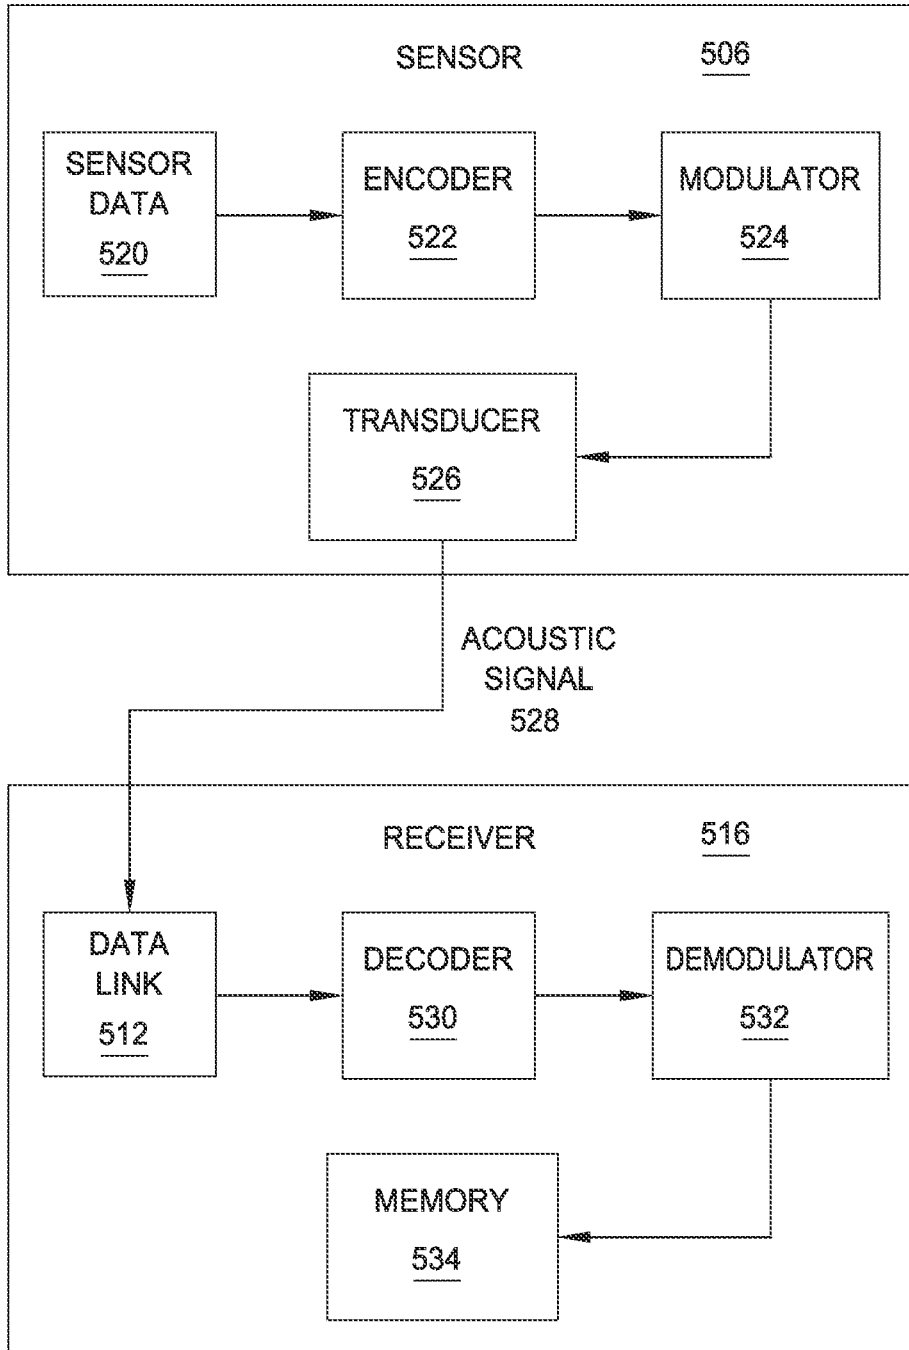 SENSOR 506
SENSOR
DATA
520
ENCODER
522
MODULATOR
524
TRANSDUCER
526
ACOUSTIC
SIGNAL
528
RECEIVER 516
DATA
LINK
512
DECODER
530
DEMODULATOR
532
MEMORY
534